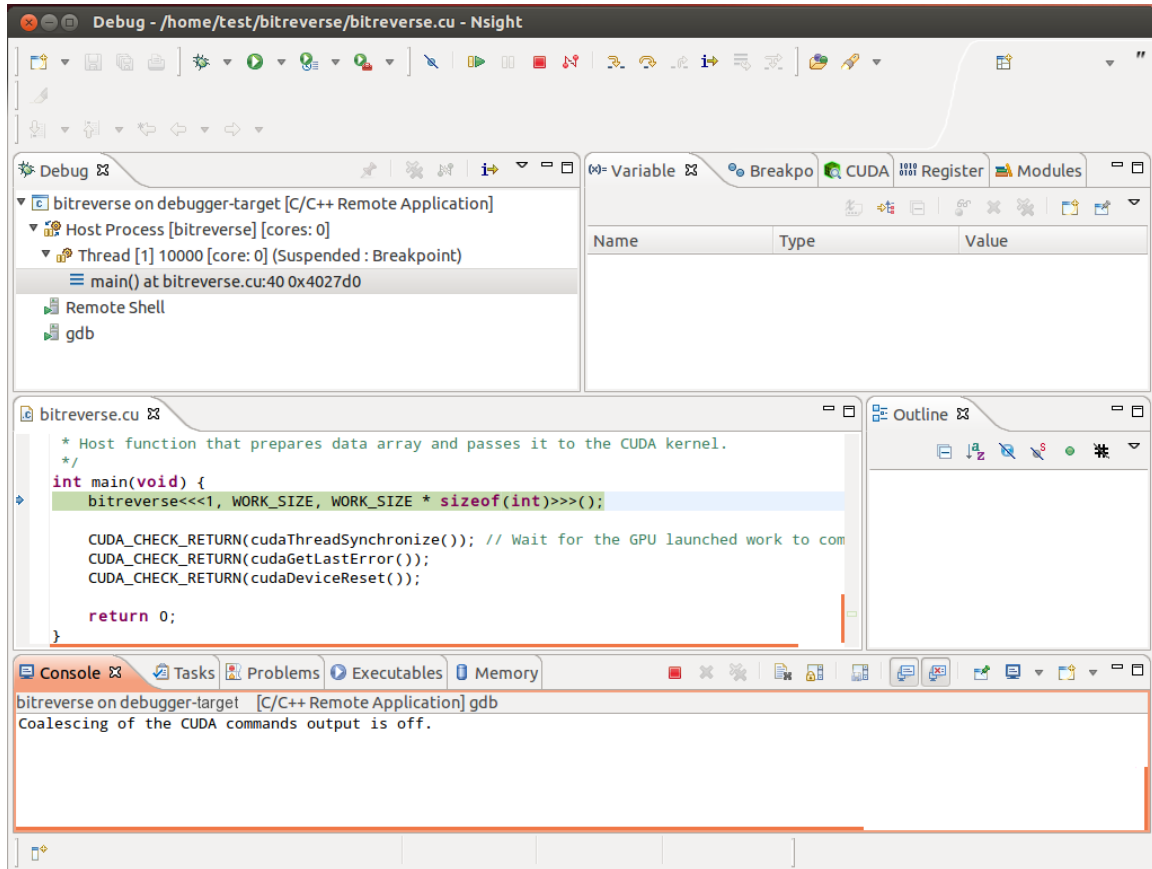 Debug - /home/test/bitreverse/bitreverse.cu - Nsight
Debug
Variable
Breakpo
CUDA
Register
Modules
bitreverse on debugger-target [C/C++ Remote Application]
Host Process [bitreverse] [cores: 0]
Thread [1] 10000 [core: 0] (Suspended : Breakpoint)
main() at bitreverse.cu:40 0x4027d0
Remote Shell
gdb
Name Type Value
bitreverse.cu
Outline
* Host function that prepares data array and passes it to the CUDA kernel.
*/
int main(void) {
bitreverse<<<1, WORK_SIZE, WORK_SIZE * sizeof(int)>>>();
CUDA_CHECK_RETURN(cudaThreadSynchronize()); // Wait for the GPU launched work to com
CUDA_CHECK_RETURN(cudaGetLastError());
CUDA_CHECK_RETURN(cudaDeviceReset());
return 0;
}
Console
Tasks
Problems
Executables
Memory
bitreverse on debugger-target [C/C++ Remote Application] gdb
Coalescing of the CUDA commands output is off.